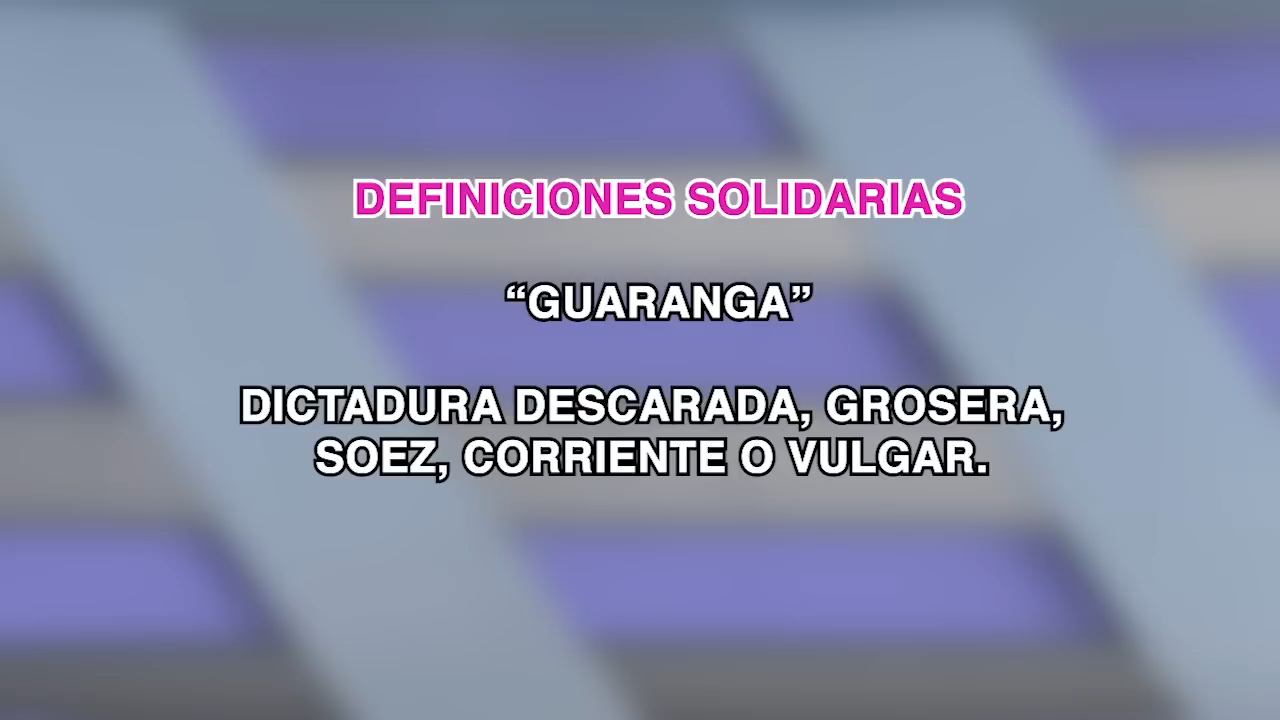 DEFINICIONES SOLIDARIAS
“GUARANGA”
DICTADURA DESCARADA, GROSERA,
SOEZ, CORRIENTE O VULGAR.